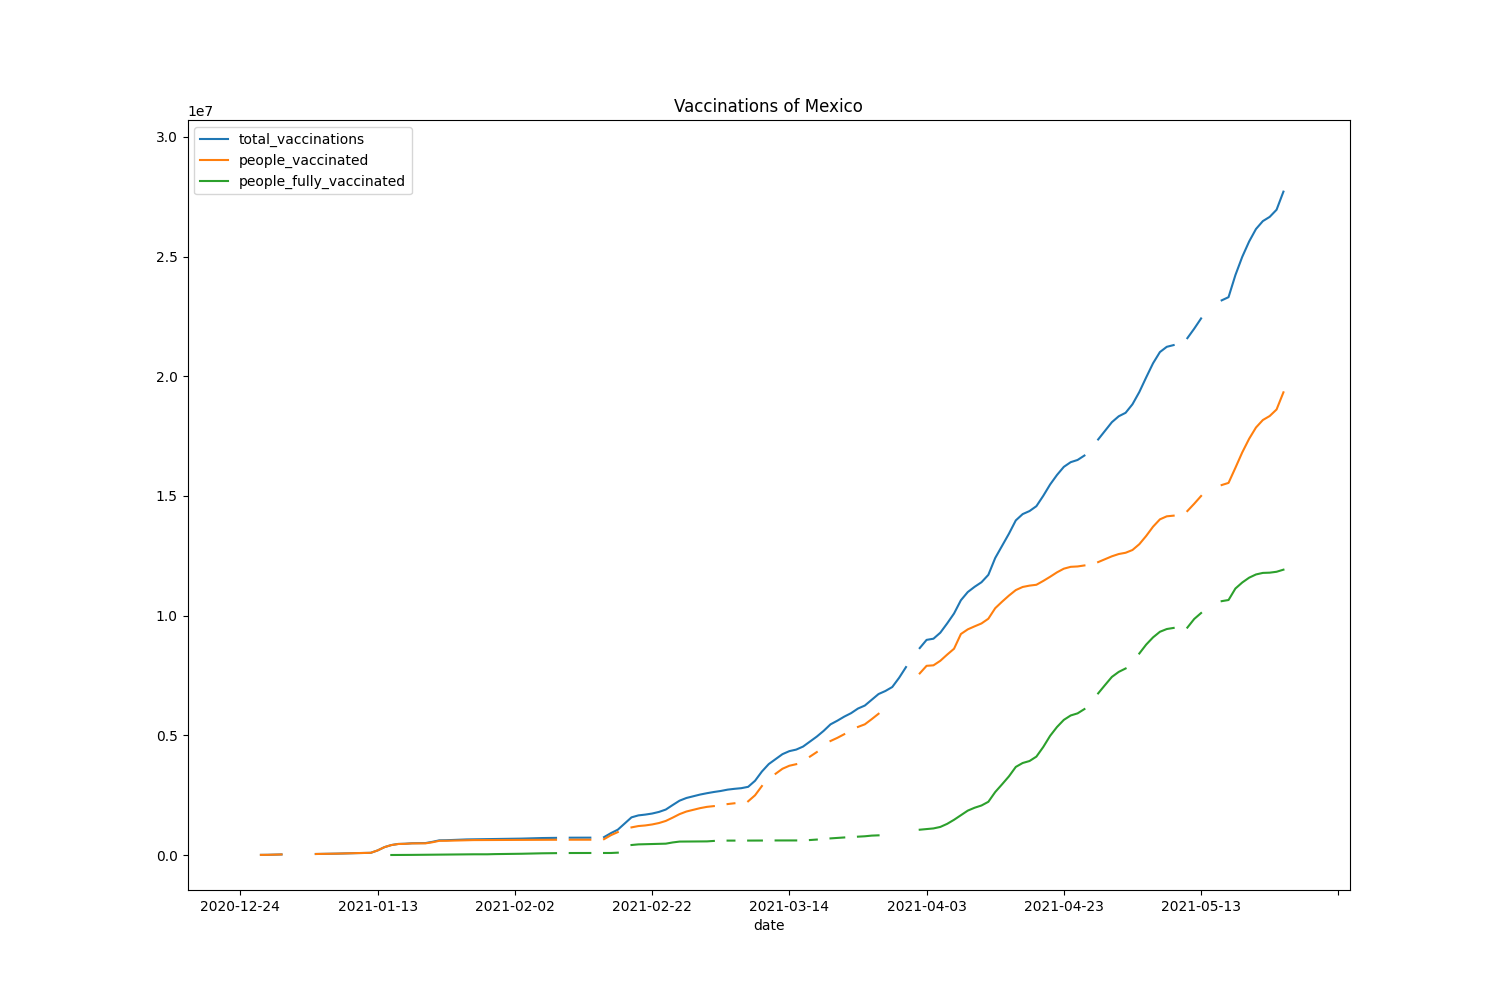 Vaccinations of Mexico
1e7
total_vaccinations
people_vaccinated
people_fully_vaccinated
3.0
2.5
2.0
1.5
1.0
0.5
0.0
2020-12-24
2021-01-13
2021-02-02
2021-02-22
2021-03-14
2021-04-03
2021-04-23
2021-05-13
date